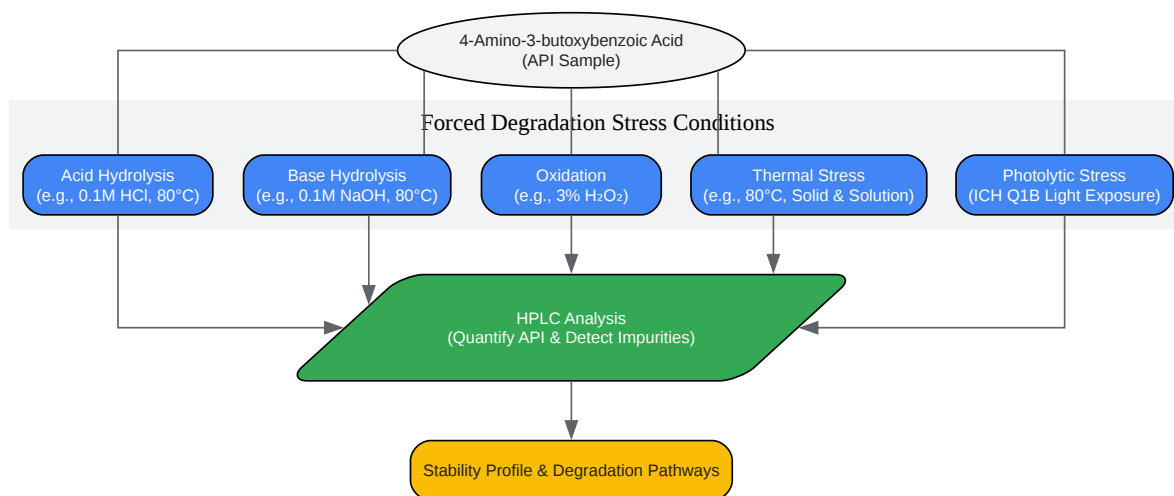 4-Amino-3-butoxybenzoic Acid
(API Sample)
Forced Degradation Stress Conditions
Acid Hydrolysis
(e.g., 0.1M HCl, 80°C)
Base Hydrolysis
(e.g., 0.1M NaOH, 80°C)
Oxidation
(e.g., 3% H₂O₂)
Thermal Stress
(e.g., 80°C, Solid & Solution)
Photolytic Stress
(ICH Q1B Light Exposure)
HPLC Analysis
(Quantify API & Detect Impurities)
Stability Profile & Degradation Pathways